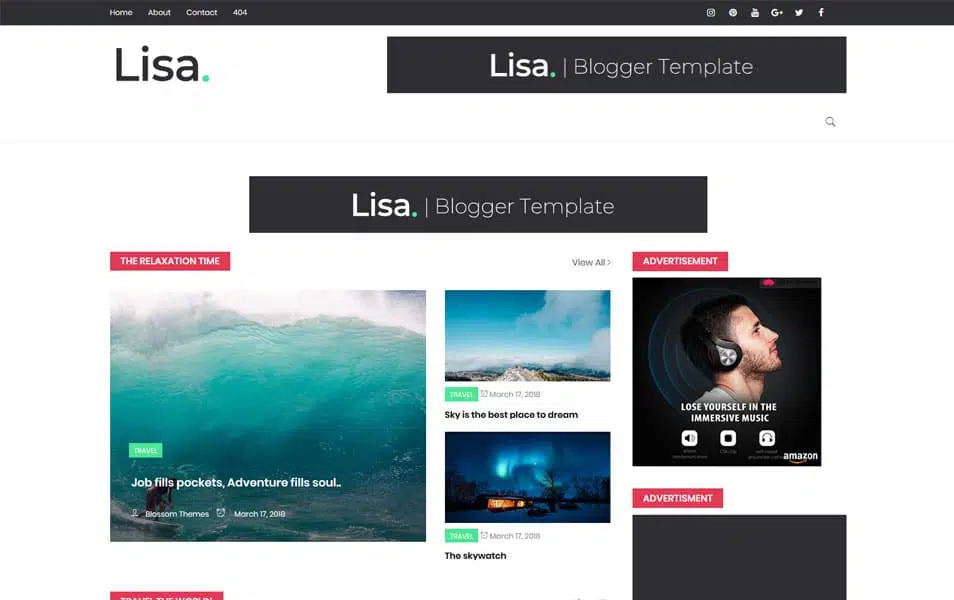 Home About Contact 404
Lisa.
Lisa. | Blogger Template
Lisa. | Blogger Template
THE RELAXATION TIME
View All >
TRAVEL
Job fills pockets, Adventure fills soul..
Blossom Themes March 17, 2018
TRAVEL March 17, 2018
Sky is the best place to dream
TRAVEL March 17, 2018
The skywatch
ADVERTISEMENT
LOSE YOURSELF IN THE
IMMERSIVE MUSIC
amazon
ADVERTISMENT
TRAVEL THE WORLD!